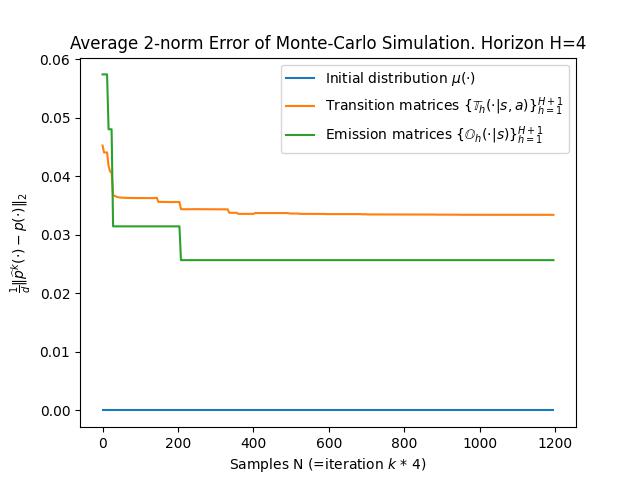 Average 2-norm Error of Monte-Carlo Simulation. Horizon H=4
Initial distribution μ(·)
Transition matrices {𝕋ₕ(·|s, a)}ₕ₌₁ᴴ⁺¹
Emission matrices {𝕆ₕ(·|s)}ₕ₌₁ᴴ⁺¹
1/d ‖p̂ᵏ(·) − p(·)‖₂
0.06
0.05
0.04
0.03
0.02
0.01
0.00
0 200 400 600 800 1000 1200
Samples N (=iteration k * 4)